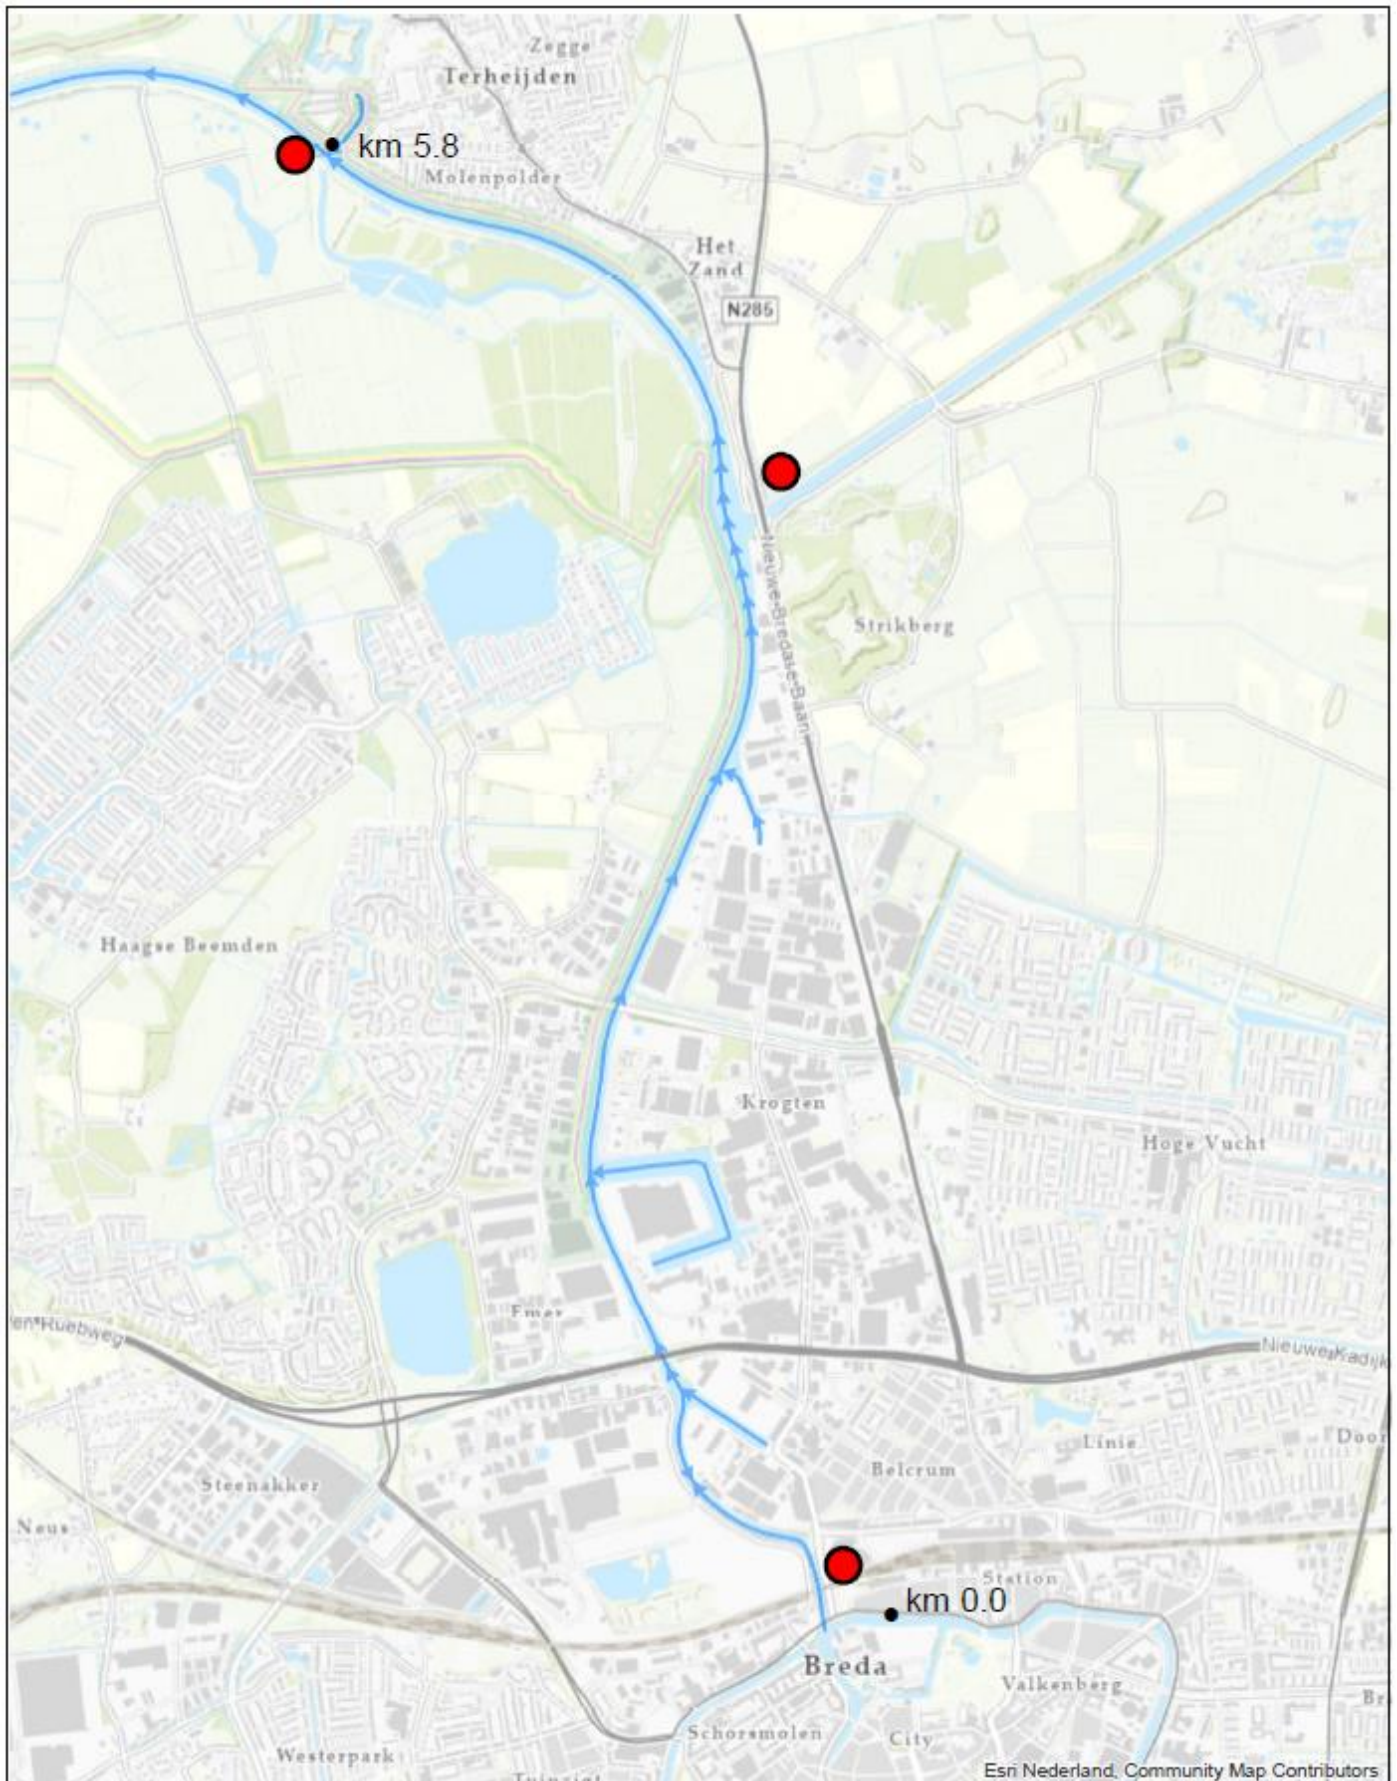 Zegge
Terheijden
km 5.8
Molenpolder
Het
Zand
N285
Nieuwe-Bredase-Baan
Strikberg
Haagse Beemden
Krogten
Hoge Vucht
Emer
Nieuwe Kadijk
Linie
Door
Belcrum
Steenakker
Station
km 0.0
Breda
Valkenberg
Schorsmolen
City
Westerpark
Tuinzigt
Esri Nederland, Community Map Contributors